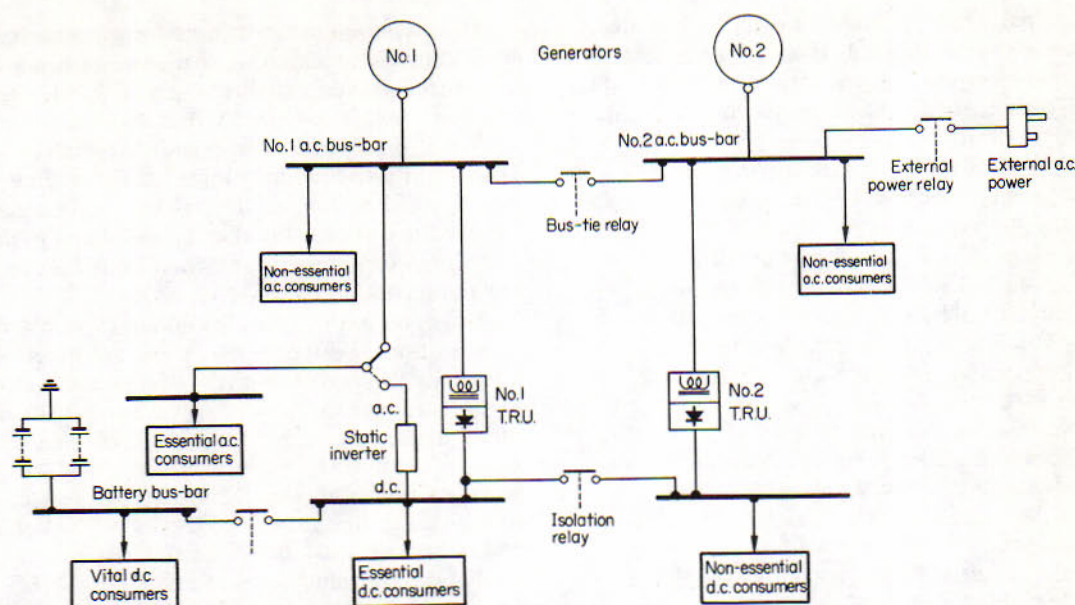 No.1
Generators
No.2
No.1 a.c. bus-bar
No.2 a.c. bus-bar
External
power relay
External a.c.
power
Bus-tie relay
Non-essential
a.c. consumers
Non-essential
a.c. consumers
No.1
T.R.U.
No.2
T.R.U.
a.c.
Static
inverter
d.c.
Essential a.c.
consumers
Battery bus-bar
Isolation
relay
Vital d.c.
consumers
Essential
d.c. consumers
Non-essential
d.c. consumers